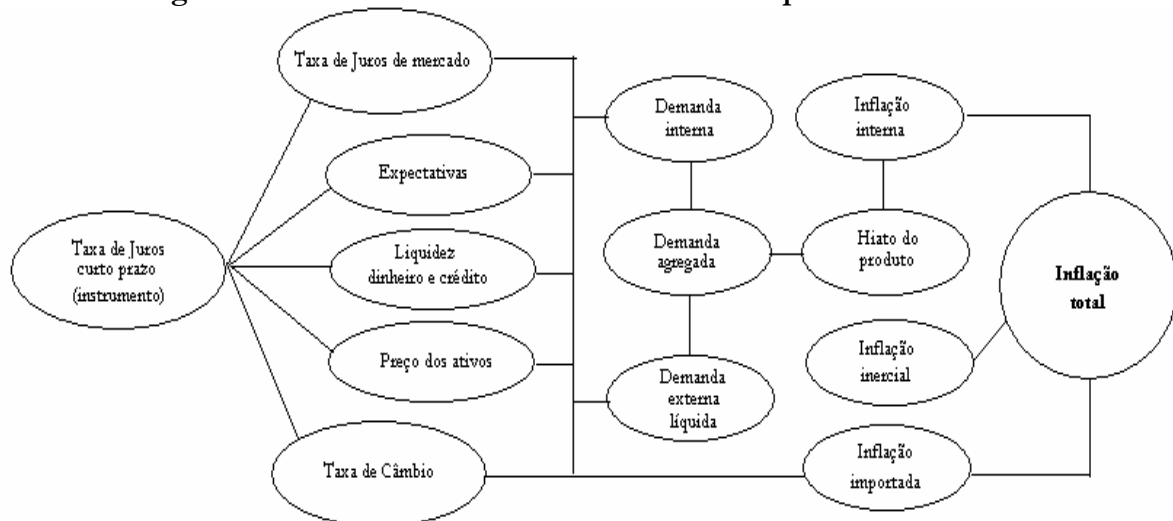 Taxa de Juros de mercado
Demanda
interna
Inflação
interna
Expectativas
Taxa de Juros
curto prazo
(instrumento)
Liquidez
dinheiro e crédito
Demanda
agregada
Hiato do
produto
Inflação
total
Preço dos ativos
Inflação
inercial
Demanda
externa
líquida
Taxa de Câmbio
Inflação
importada